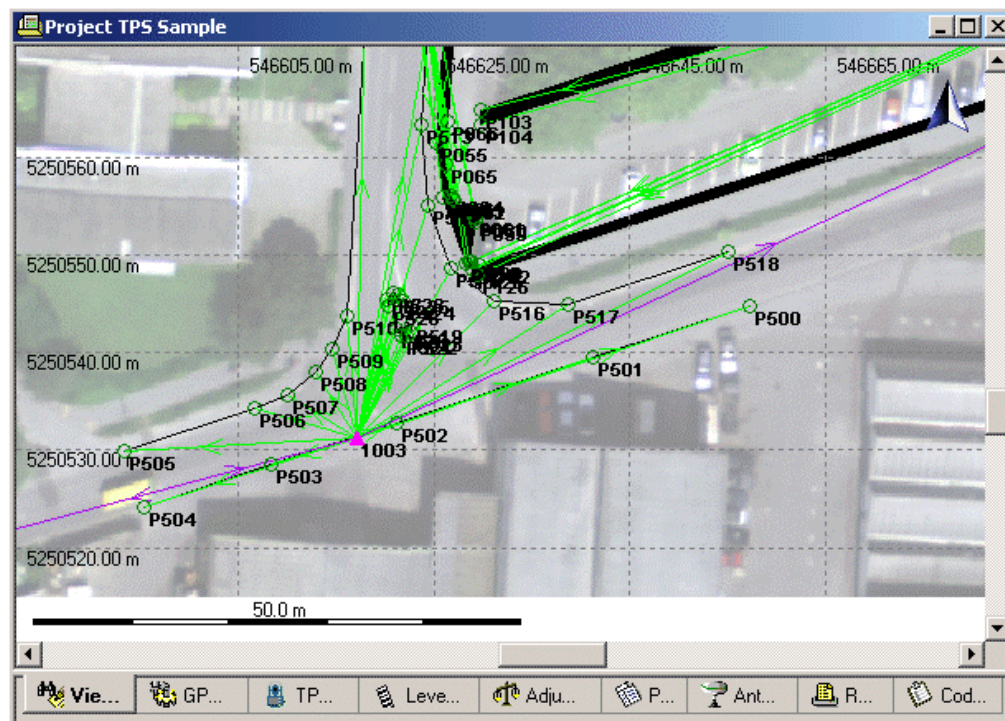 Project TPS Sample
546605.00 m
546625.00 m
546645.00 m
546665.00 m
P103
P104
5250560.00 m
P055
P065
5250550.00 m
P518
P516
P517
P500
P510
5250540.00 m
P509
P501
P508
P507
P506
P502
5250530.00 m
P505
1003
P503
P504
5250520.00 m
50.0 m
Vie...
GP...
TP...
Leve...
Adju...
P...
Ant...
R...
Cod...